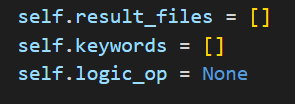 self.result_files = []
self.keywords = []
self.logic_op = None